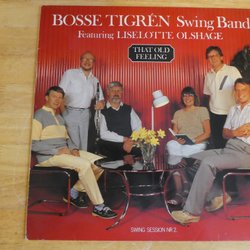 BOSSE TIGRÉN Swing Band
Featuring LISELOTTE OLSHAGE
THAT OLD
FEELING
SWING SESSION NR 2